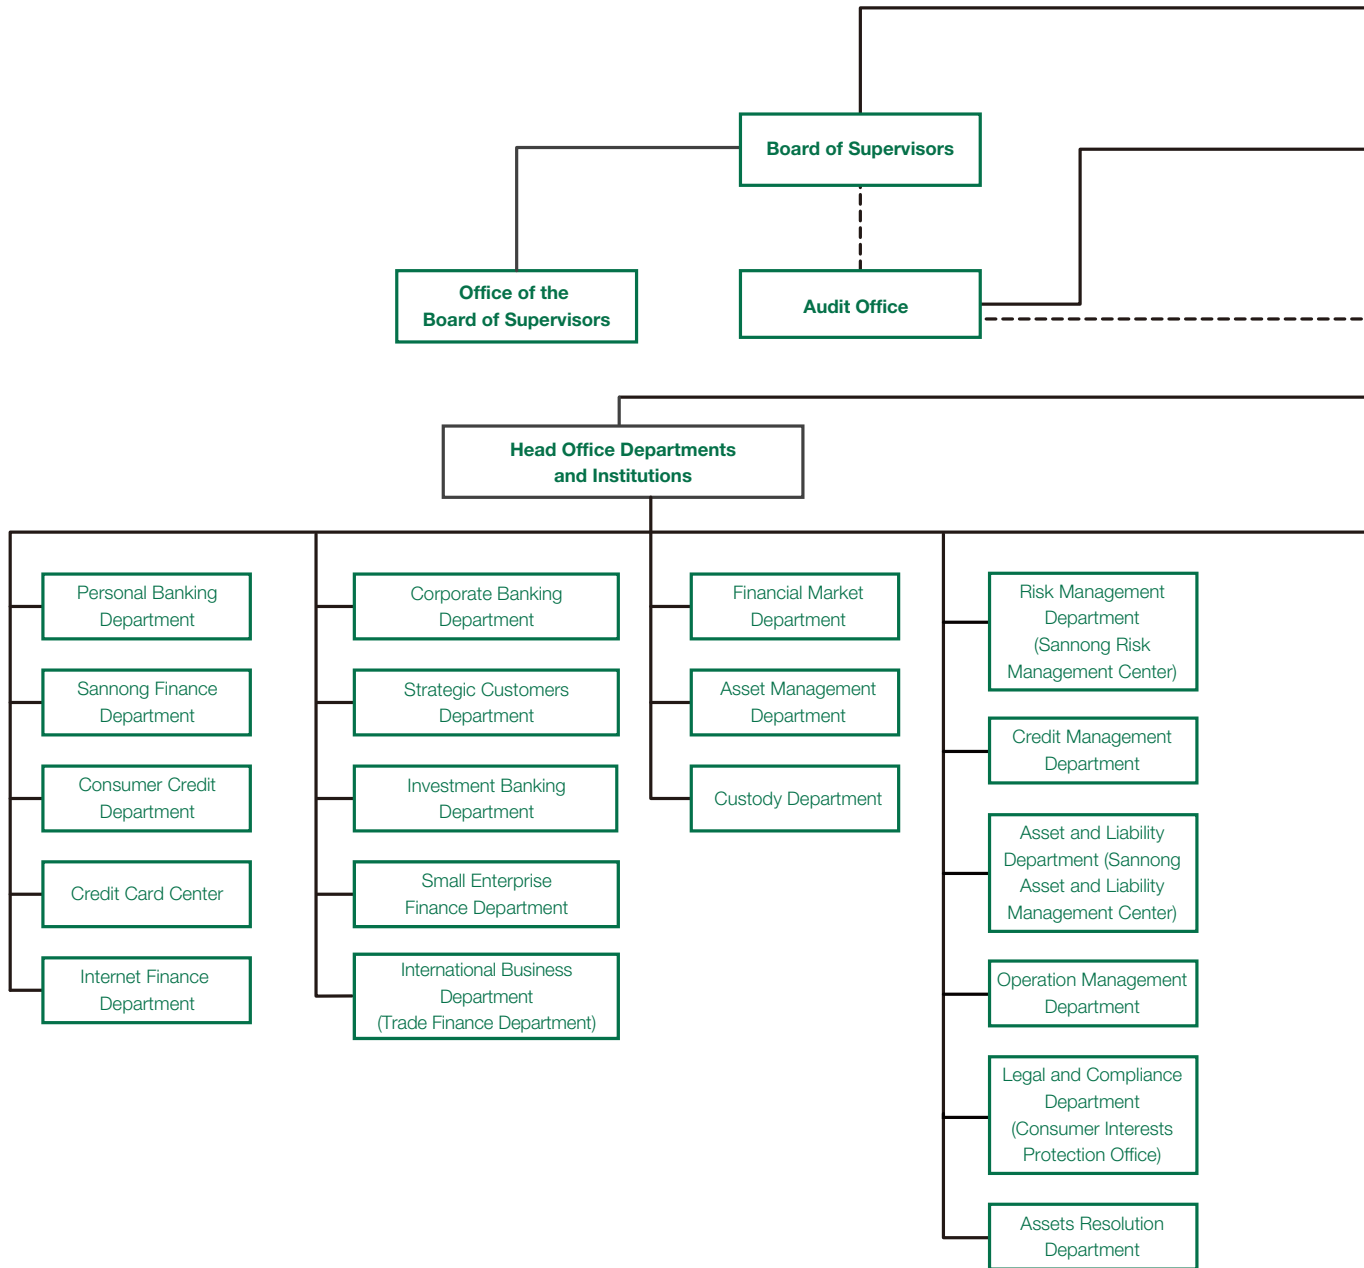 Board of Supervisors
Office of the
Board of Supervisors
Audit Office
Head Office Departments
and Institutions
Personal Banking
Department
Sannong Finance
Department
Consumer Credit
Department
Credit Card Center
Internet Finance
Department
Corporate Banking
Department
Strategic Customers
Department
Investment Banking
Department
Small Enterprise
Finance Department
International Business
Department
(Trade Finance Department)
Financial Market
Department
Asset Management
Department
Custody Department
Risk Management
Department
(Sannong Risk
Management Center)
Credit Management
Department
Asset and Liability
Department (Sannong
Asset and Liability
Management Center)
Operation Management
Department
Legal and Compliance
Department
(Consumer Interests
Protection Office)
Assets Resolution
Department